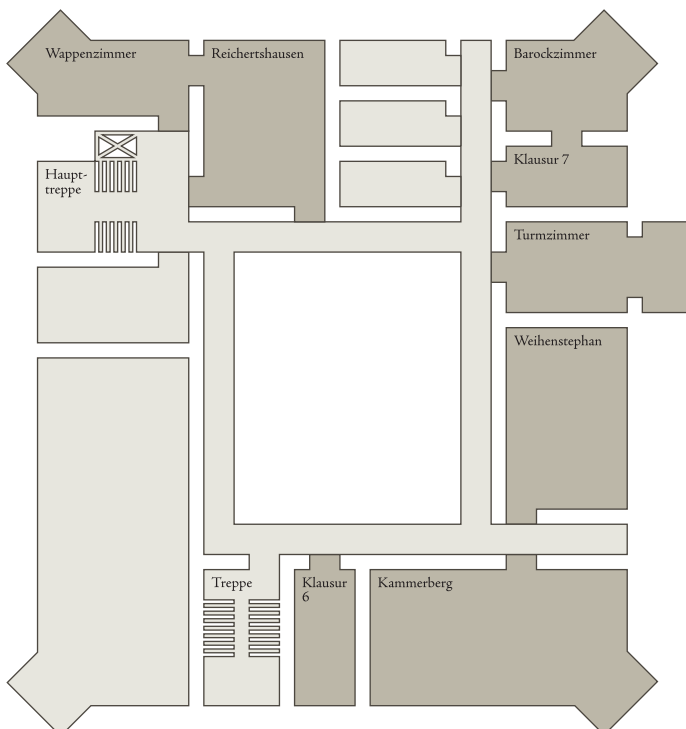 Wappenzimmer
Reichertshausen
Barockzimmer
Klausur 7
Haupt-
treppe
Turmzimmer
Weihenstephan
Treppe
Klausur
6
Kammerberg